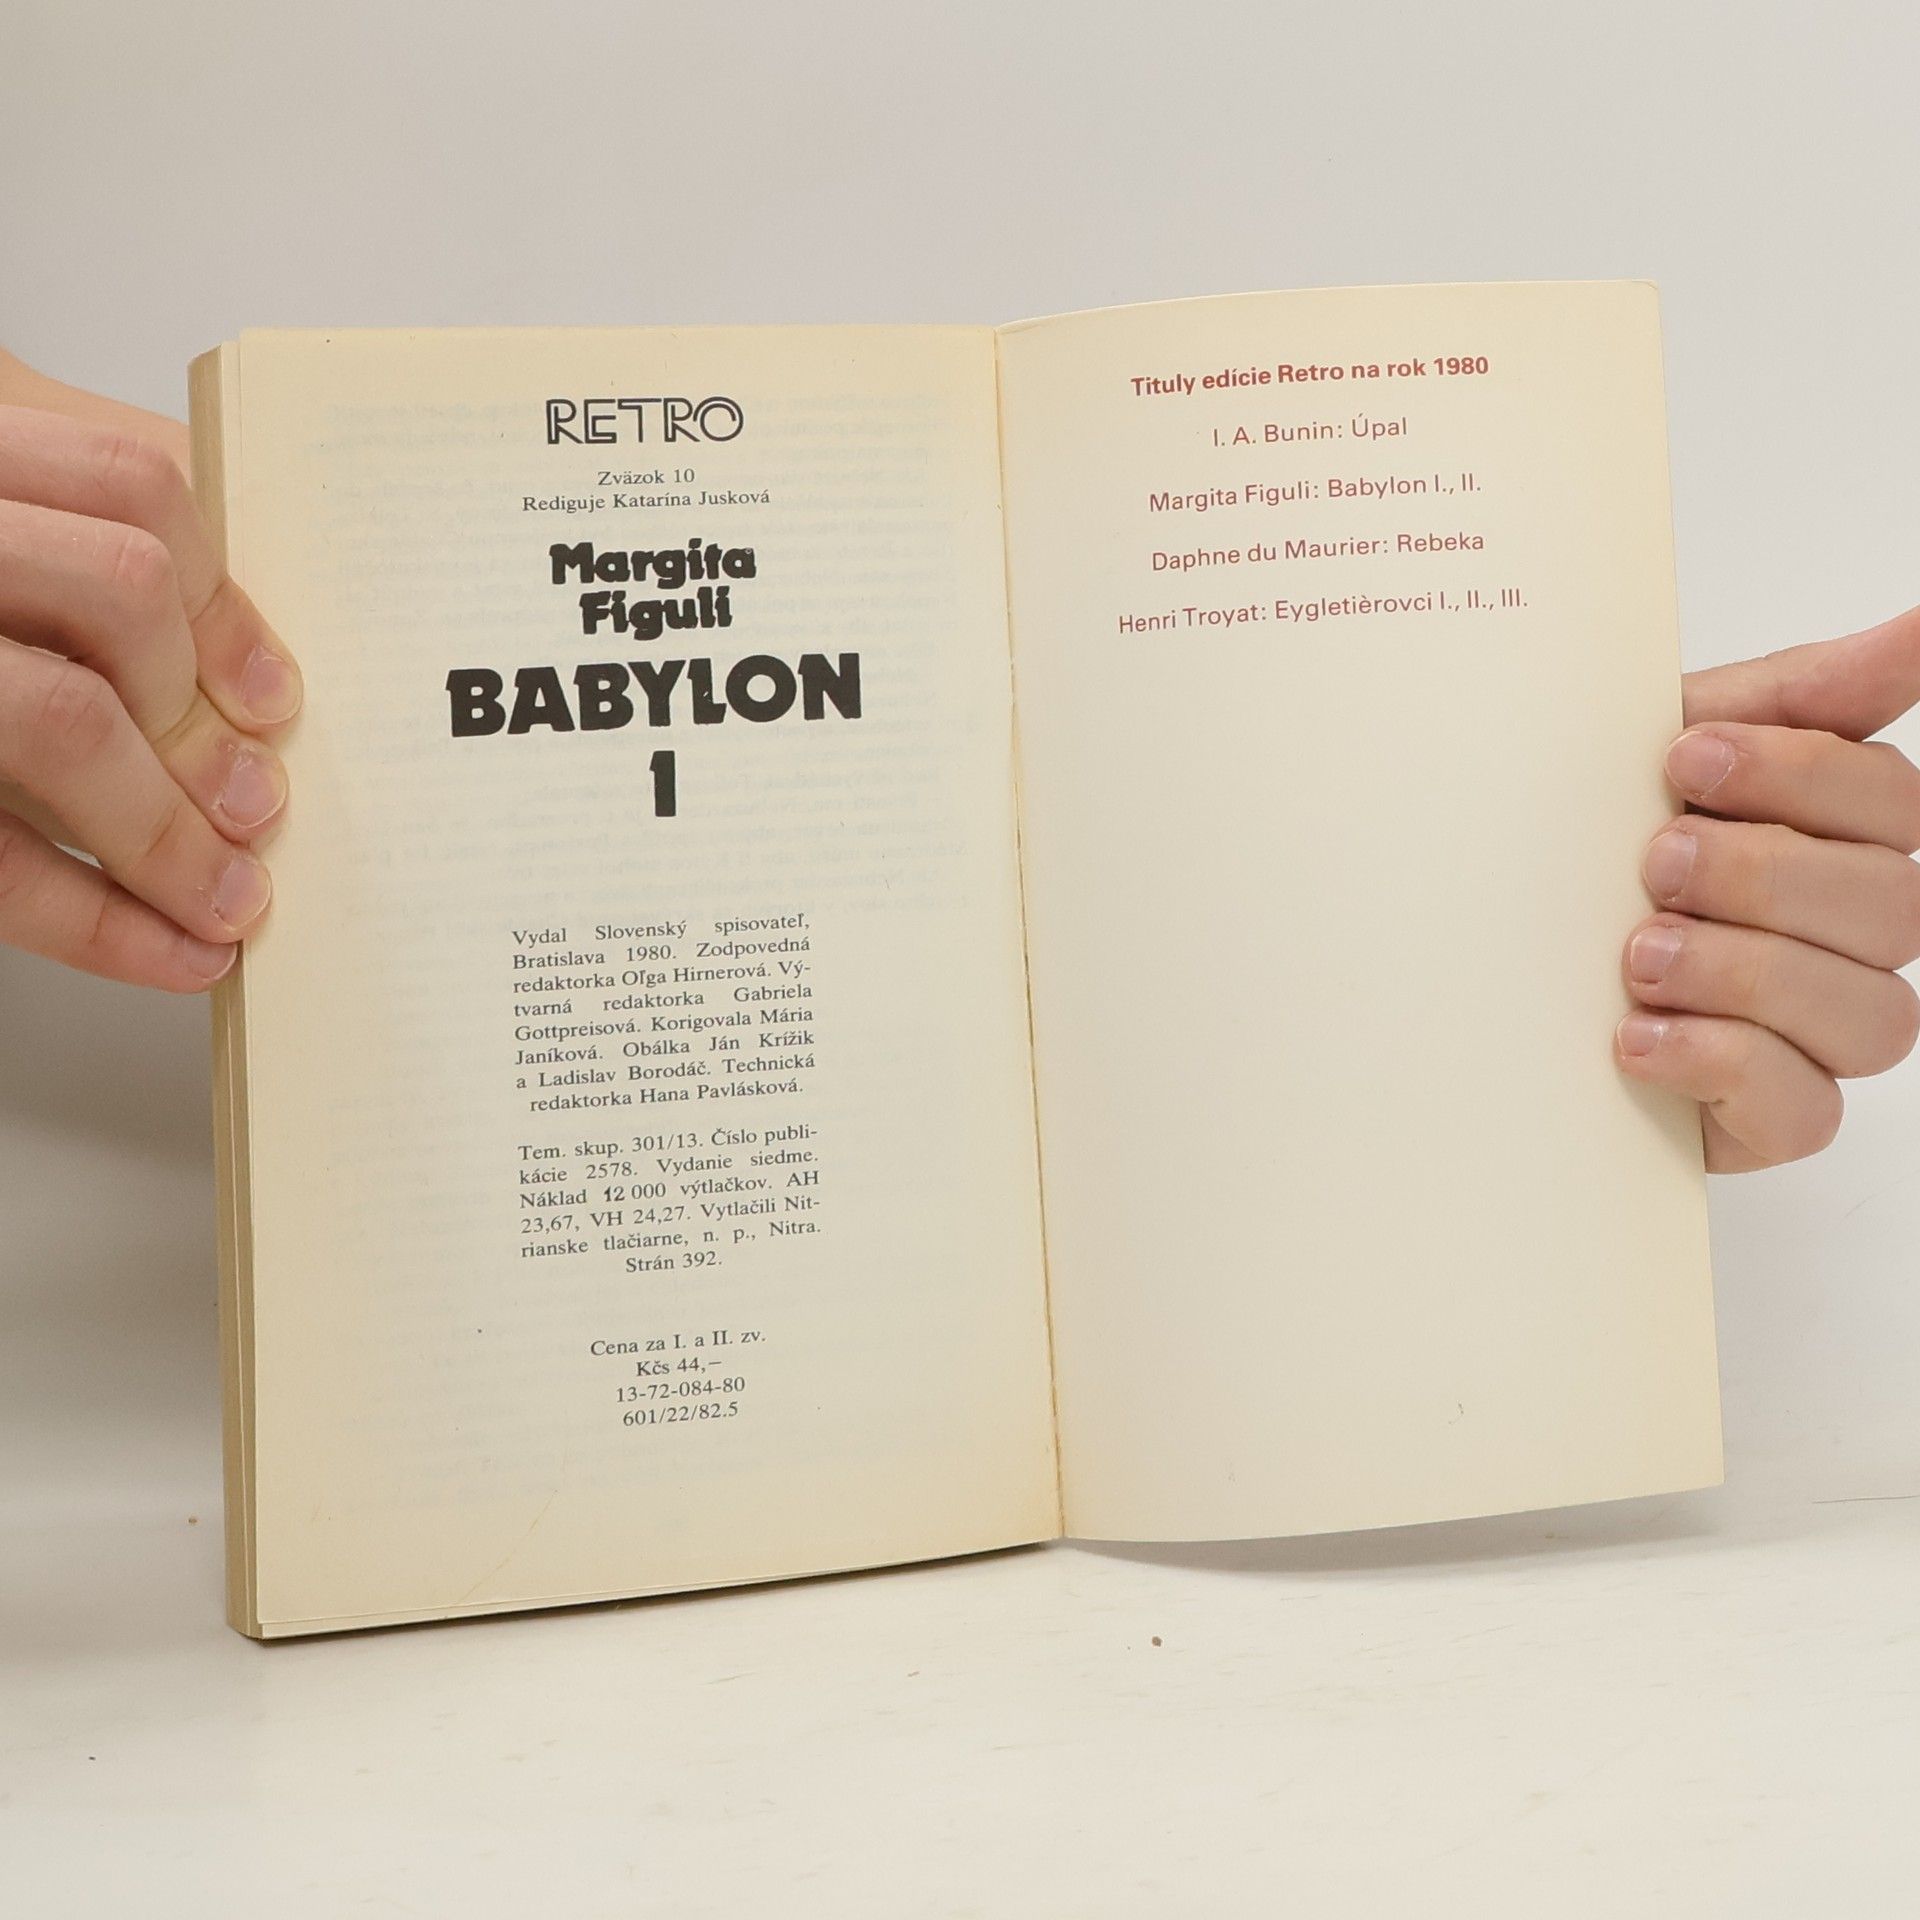 RETRO
Zväzok 10
Rediguje Katarína Jusková
Margita
Figuli
BABYLON
1
Vydal Slovenský spisovateľ,
Bratislava 1980. Zodpovedná
redaktorka Oľga Hirnerová. Vý-
tvarná redaktorka Gabriela
Gottpreisová. Korigovala Mária
Janíková. Obálka Ján Krížik
a Ladislav Borodáč. Technická
redaktorka Hana Pavlásková.
Tem. skup. 301/13. Číslo publi-
kácie 2578. Vydanie siedme.
Náklad 12 000 výtlačkov. AH
23,67, VH 24,27. Vytlačili Nit-
rianske tlačiarne, n. p., Nitra.
Strán 392.
Cena za I. a II. zv.
Kčs 44,—
13-72-084-80
601/22/82.5
Tituly edície Retro na rok 1980
I. A. Bunin: Úpal
Margita Figuli: Babylon I., II.
Daphne du Maurier: Rebeka
Henri Troyat: Eygletièrovci I., II., III.